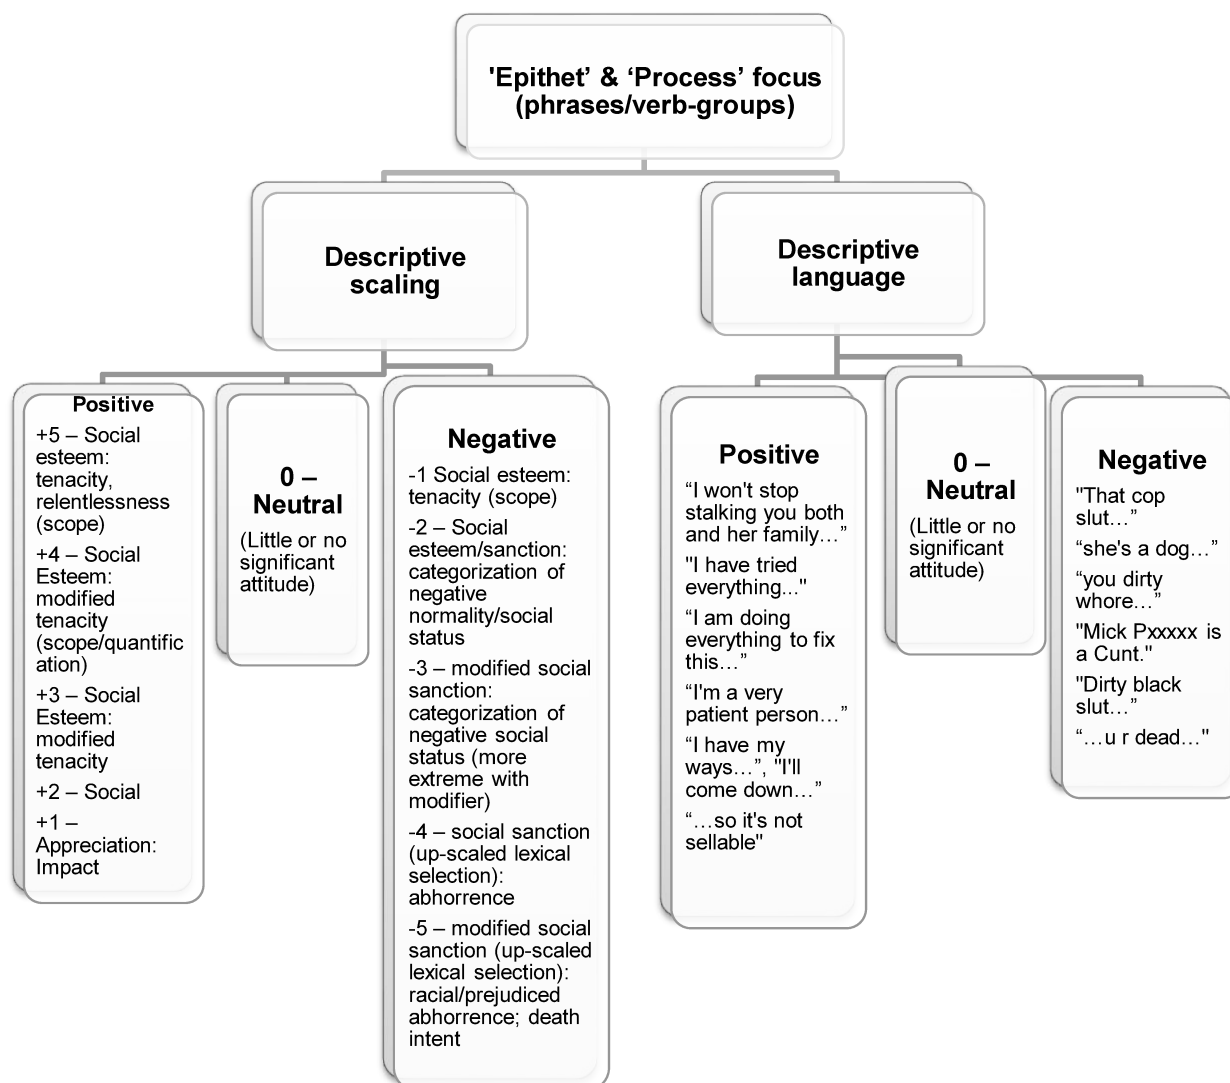 'Epithet’ & ‘Process’ focus
(phrases/verb-groups)
Descriptive
scaling
Descriptive
language
Positive
+5 – Social
esteem:
tenacity,
relentlessness
(scope)
+4 – Social
Esteem:
modified
tenacity
(scope/quantific
ation)
+3 – Social
Esteem:
modified
tenacity
+2 – Social
+1 –
Appreciation:
Impact
0 –
Neutral
(Little or no
significant
attitude)
Negative
-1 Social esteem:
tenacity (scope)
-2 – Social
esteem/sanction:
categorization of
negative
normality/social
status
-3 – modified social
sanction:
categorization of
negative social
status (more
extreme with
modifier)
-4 – social sanction
(up-scaled lexical
selection):
abhorrence
-5 – modified social
sanction (up-scaled
lexical selection):
racial/prejudiced
abhorrence; death
intent
Positive
“I won't stop
stalking you both
and her family…”
"I have tried
everything..."
“I am doing
everything to fix
this…”
“I'm a very
patient person…”
“I have my
ways…”, "I'll
come down…”
“…so it's not
sellable"
0 –
Neutral
(Little or no
significant
attitude)
Negative
"That cop
slut…”
“she's a dog…”
“you dirty
whore…”
"Mick Pxxxxx is
a Cunt."
"Dirty black
slut…”
“…u r dead…"